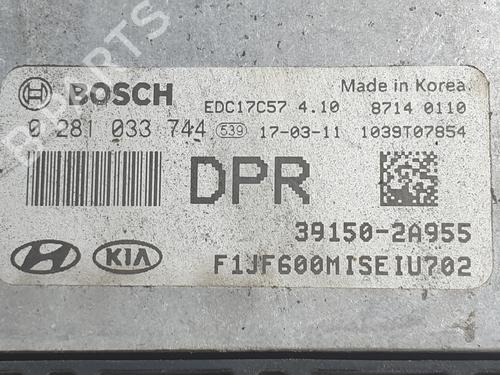 BOSCH EDC17C57 4.10 Made in Korea
8714 0110
0 281 033 744 539 17-03-11 1039T07854
DPR
39150-2A955
KIA F1JF600MISEIU702
PARTS